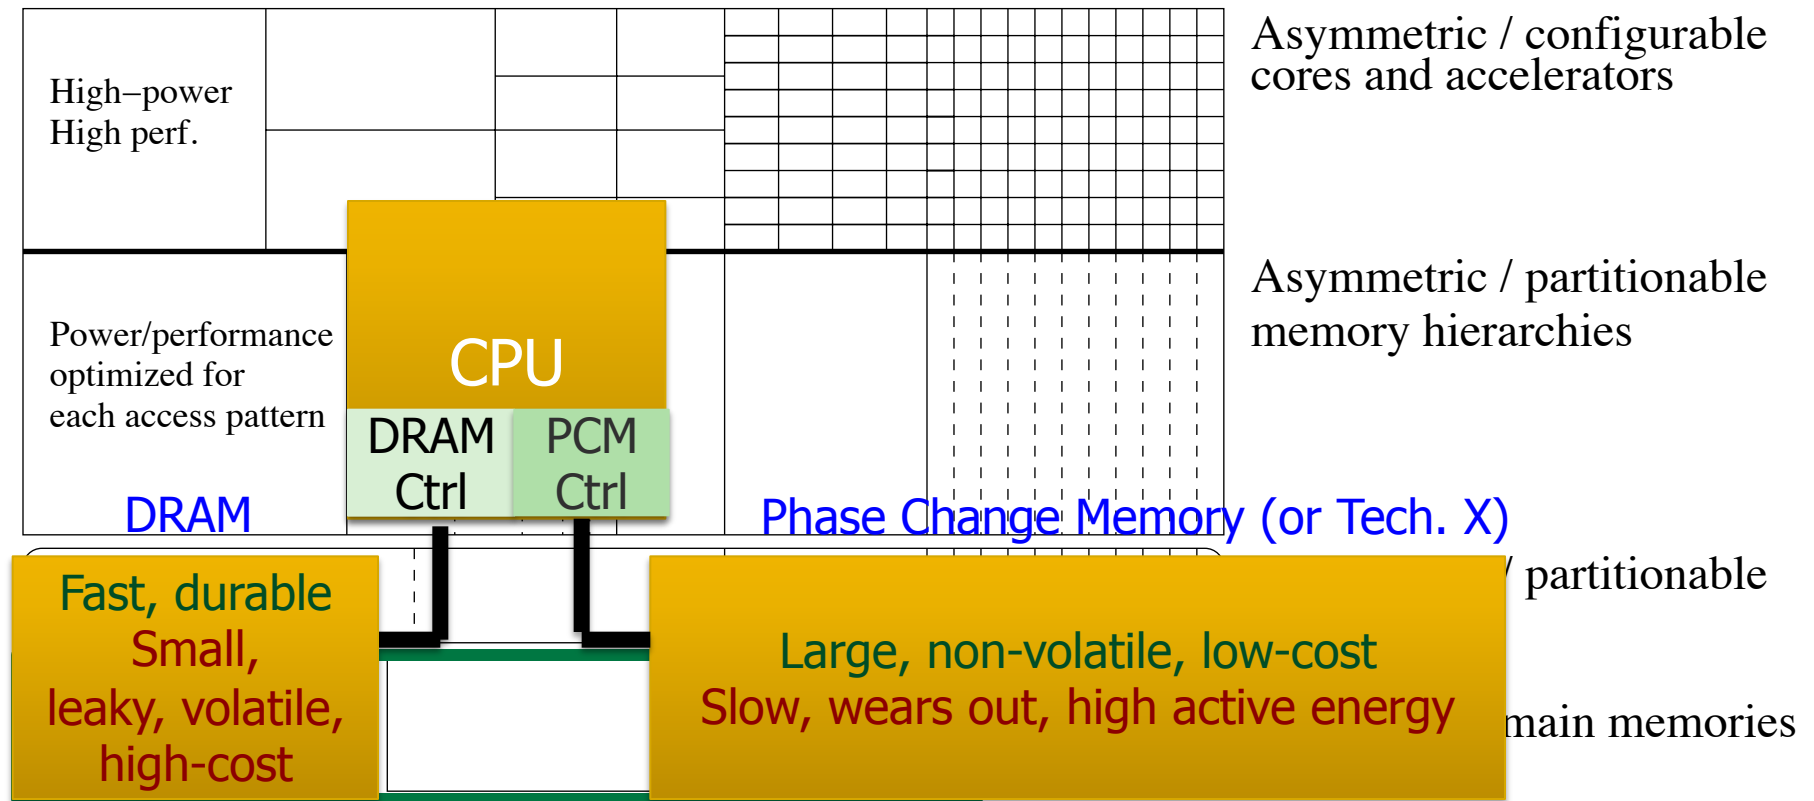 Asymmetric / configurable
cores and accelerators
High−power
High perf.
Asymmetric / partitionable
memory hierarchies
Power/performance
optimized for
each access pattern
CPU
DRAM
Ctrl
PCM
Ctrl
DRAM
Phase Change Memory (or Tech. X)
/ partitionable
Fast, durable
Small,
leaky, volatile,
high-cost
Large, non-volatile, low-cost
Slow, wears out, high active energy
main memories